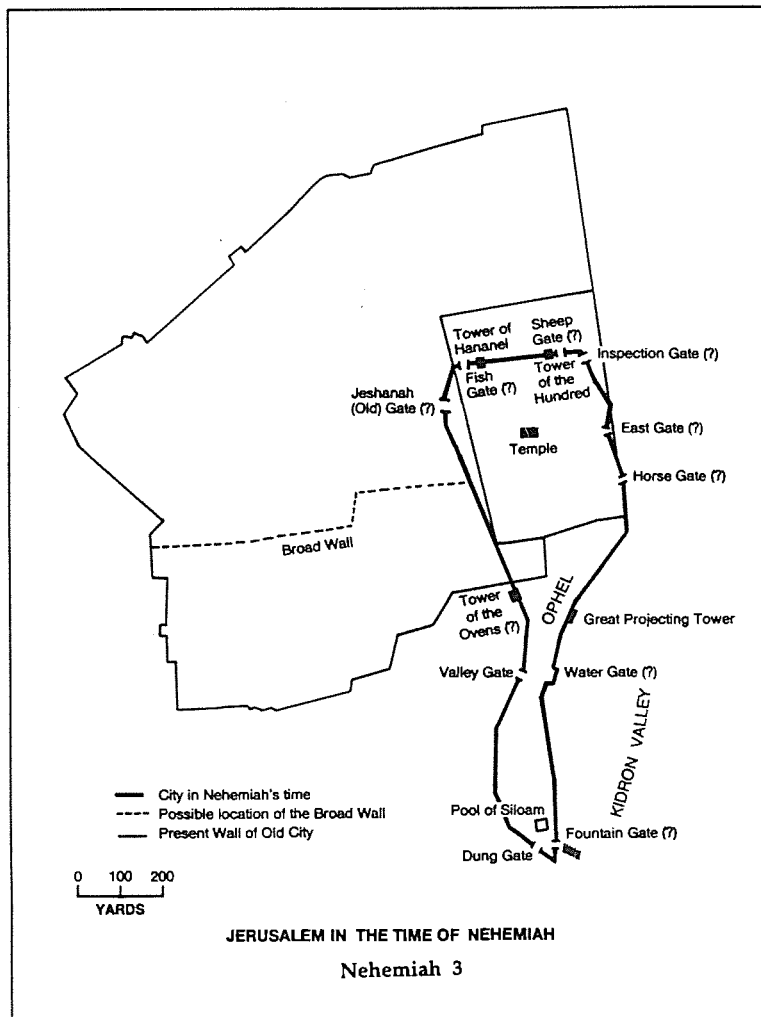 Tower of
Hananel
Sheep
Gate (?)
Fish
Gate (?)
Tower
of the
Hundred
Inspection Gate (?)
Jeshanah
(Old) Gate (?)
East Gate (?)
Temple
Horse Gate (?)
Broad Wall
OPHEL
Tower
of the
Ovens (?)
Great Projecting Tower
Valley Gate
Water Gate (?)
KIDRON VALLEY
City in Nehemiah's time
Possible location of the Broad Wall
Present Wall of Old City
Pool of Siloam
Fountain Gate (?)
Dung Gate
0 100 200
YARDS
JERUSALEM IN THE TIME OF NEHEMIAH
Nehemiah 3